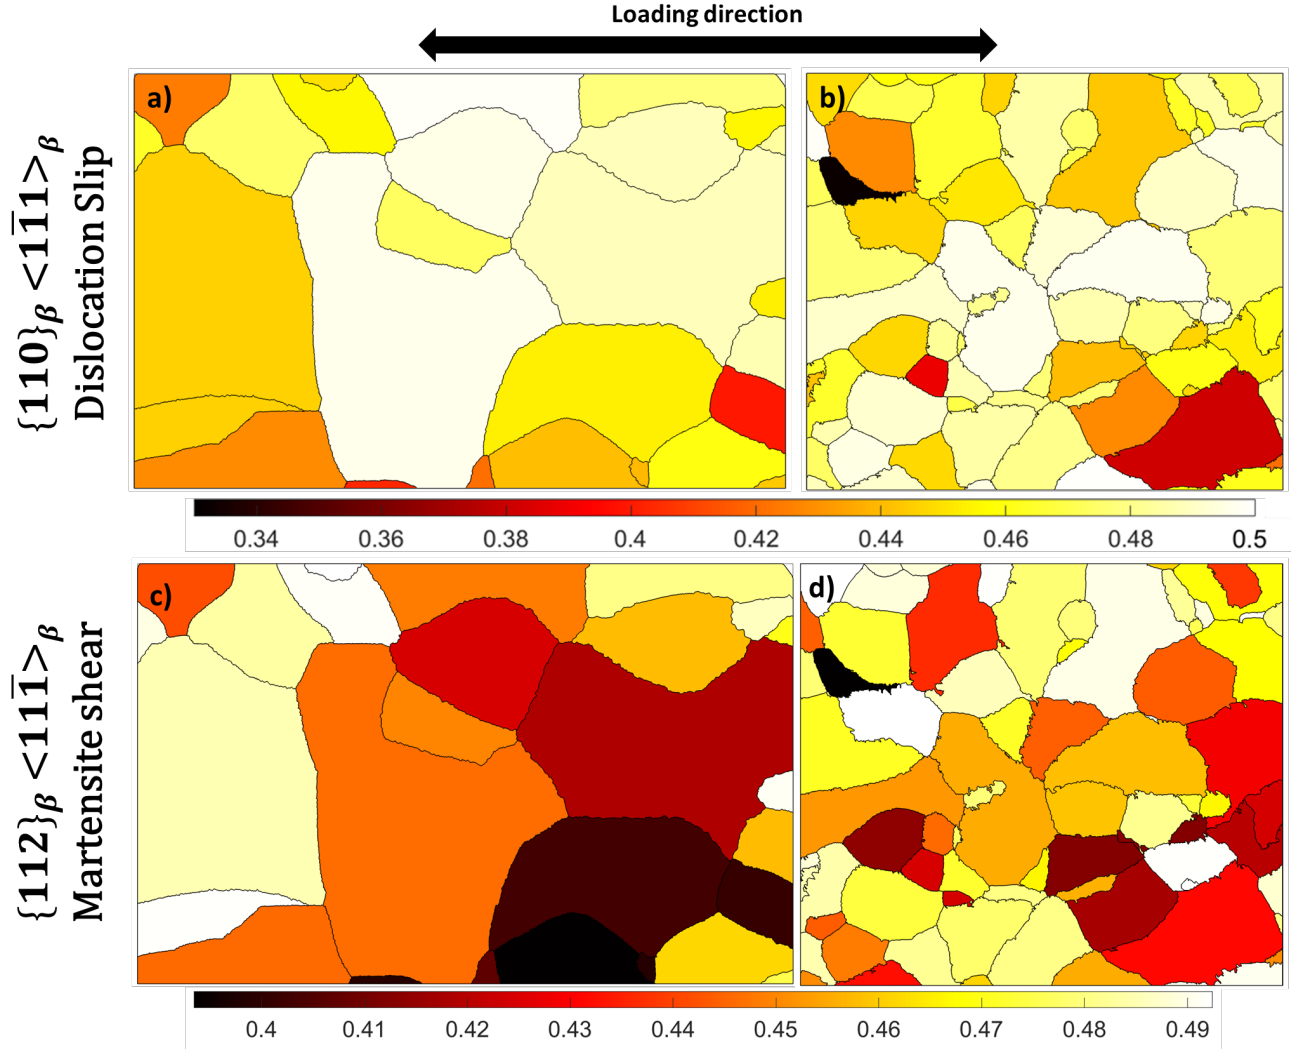 Loading direction
a)
b)
{110}β <11̅1>β
Dislocation Slip
0.34 0.36 0.38 0.4 0.42 0.44 0.46 0.48 0.5
c)
d)
{112}β <111̅>β
Martensite shear
0.4 0.41 0.42 0.43 0.44 0.45 0.46 0.47 0.48 0.49